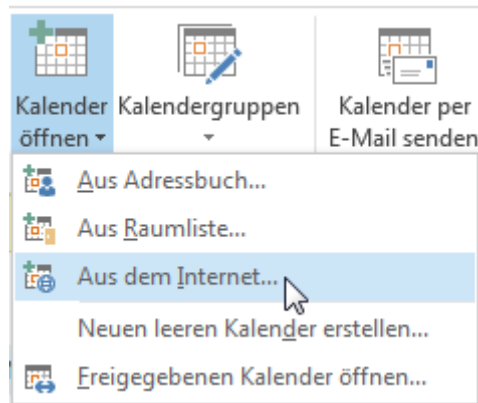 Kalender
öffnen
Kalendergruppen
Kalender per
E-Mail senden
Aus Adressbuch...
Aus Raumliste...
Aus dem Internet...
Neuen leeren Kalender erstellen...
Freigegebenen Kalender öffnen...